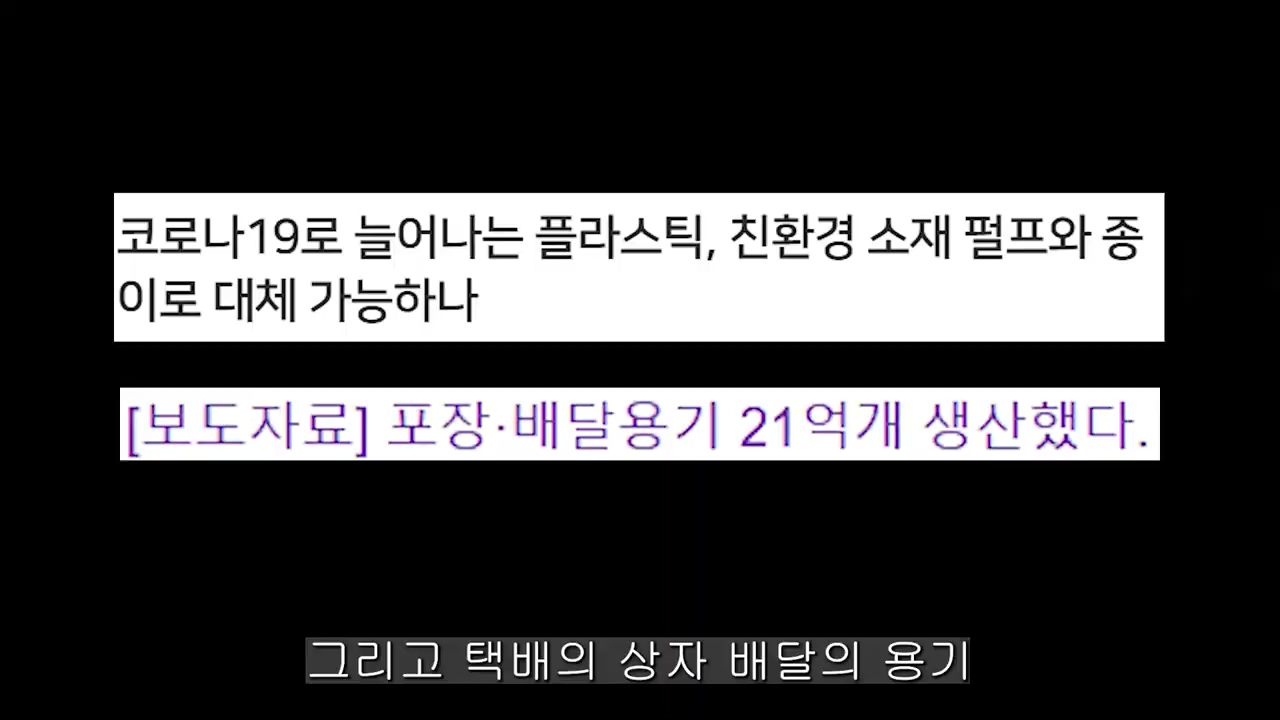 코로나19로 늘어나는 플라스틱, 친환경 소재 펄프와 종
이로 대체 가능하나
[보도자료] 포장·배달용기 21억개 생산했다.
그리고 택배의 상자 배달의 용기